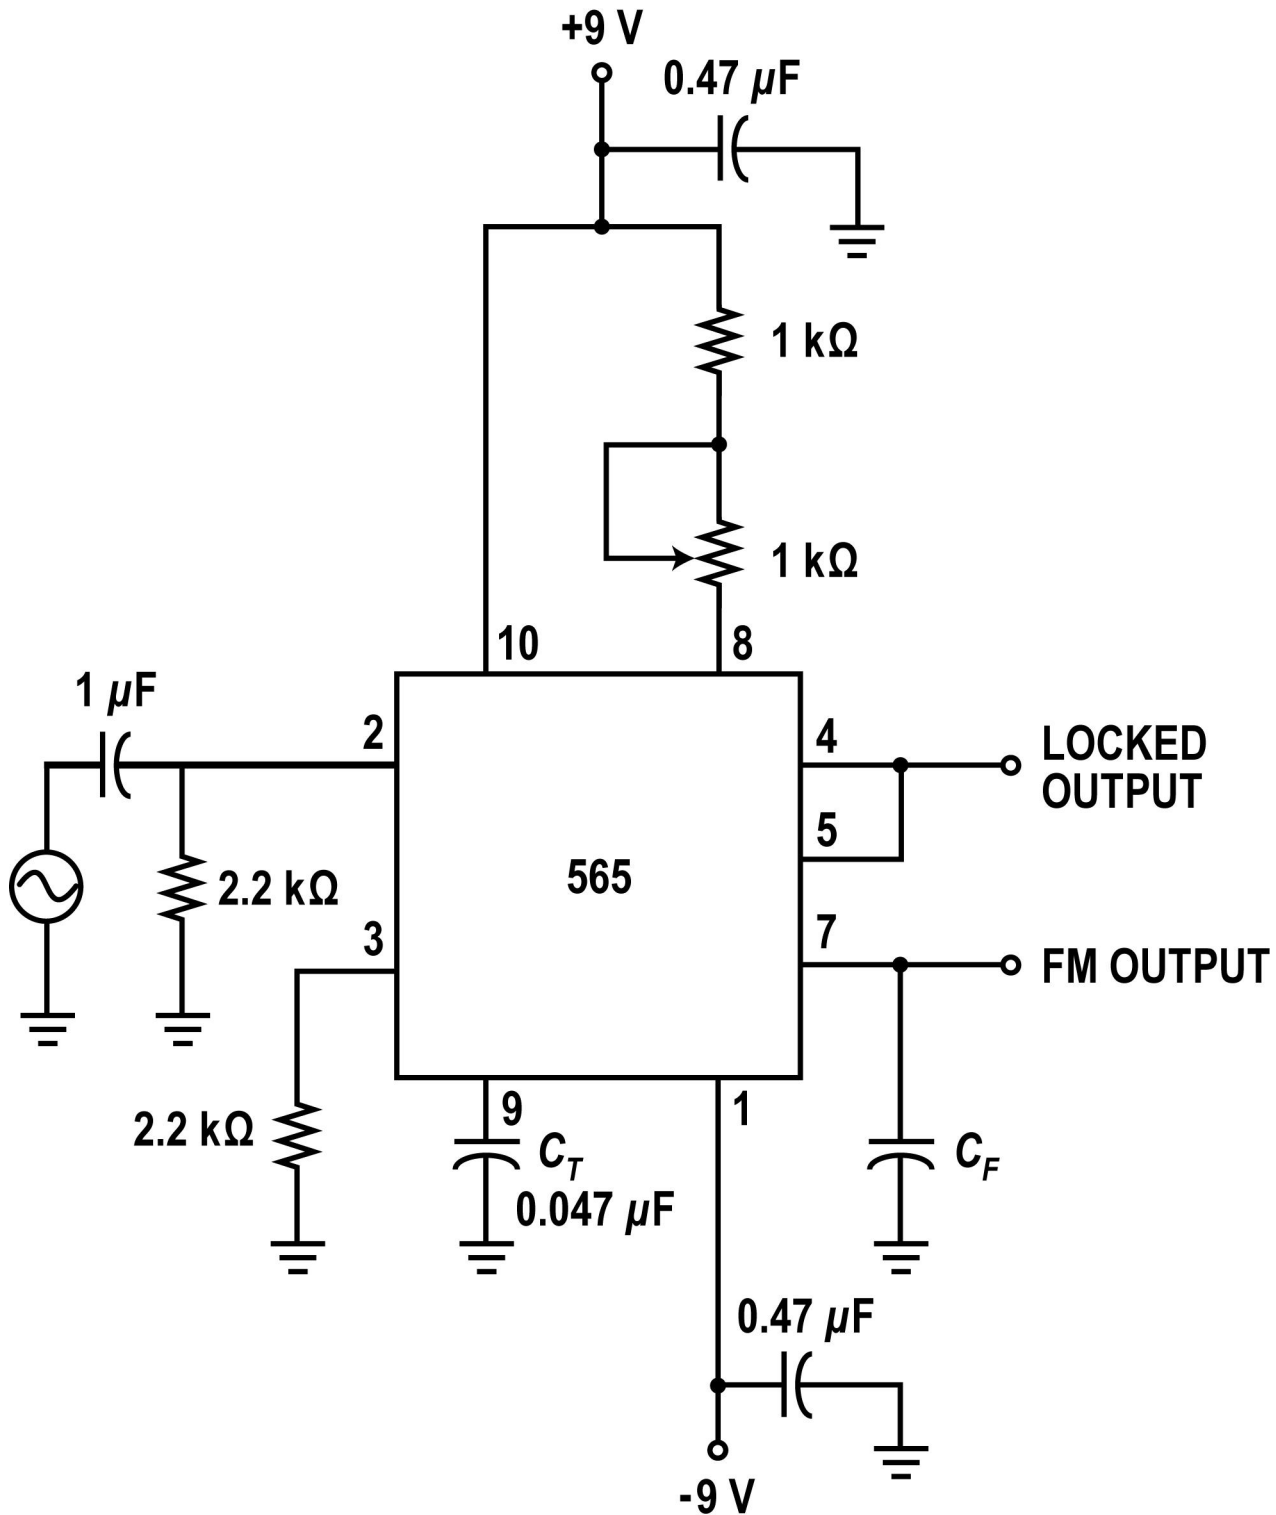 +9 V
0.47 µF
1 kΩ
1 kΩ
10
8
1 µF
2
4
LOCKED
OUTPUT
5
565
2.2 kΩ
3
7
FM OUTPUT
2.2 kΩ
9
1
C_T
0.047 µF
C_F
0.47 µF
-9 V